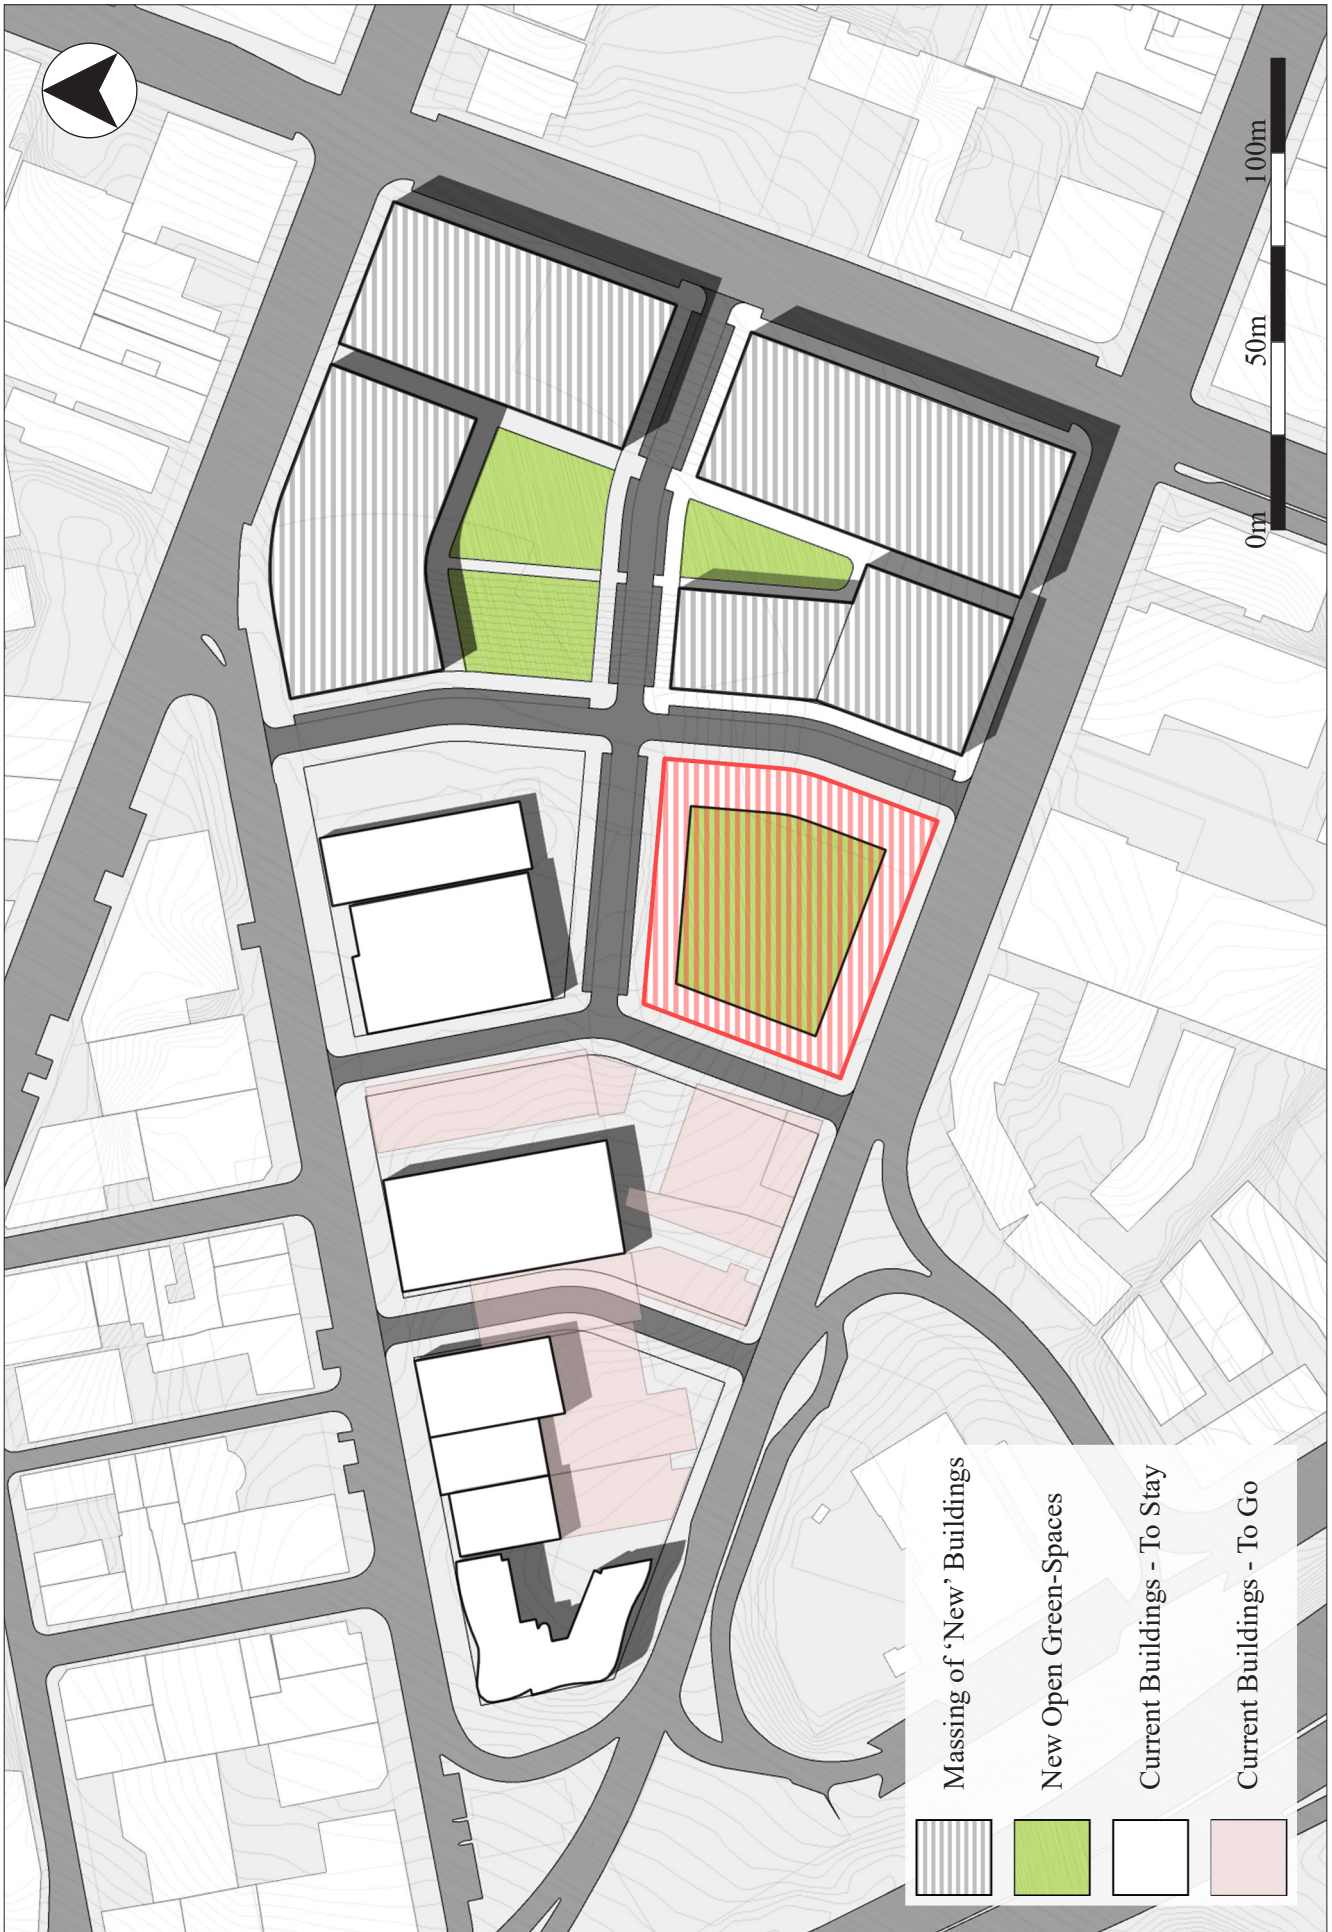 0m
50m
100m
Massing of ‘New’ Buildings
New Open Green-Spaces
Current Buildings - To Stay
Current Buildings - To Go